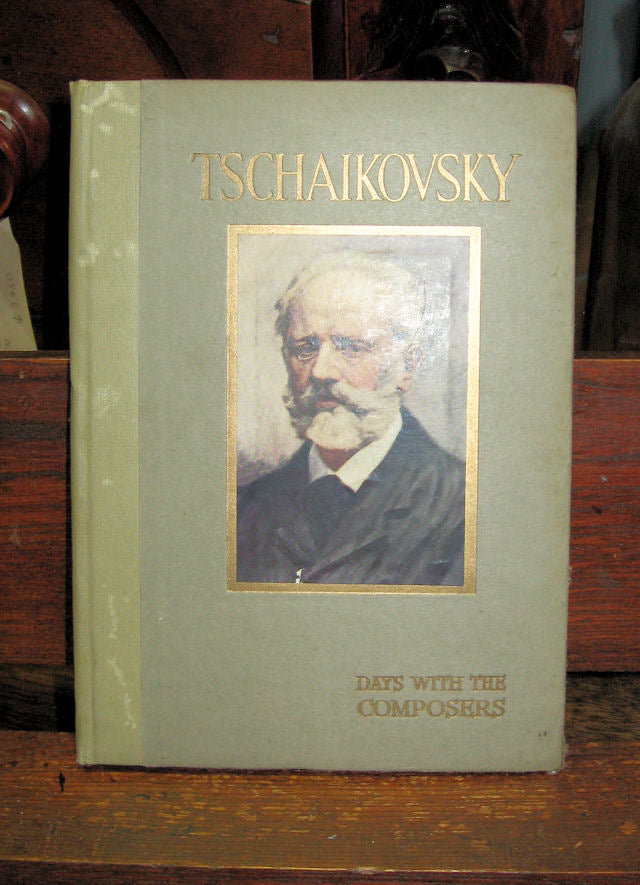 TSCHAIKOVSKY
DAYS WITH THE
COMPOSERS